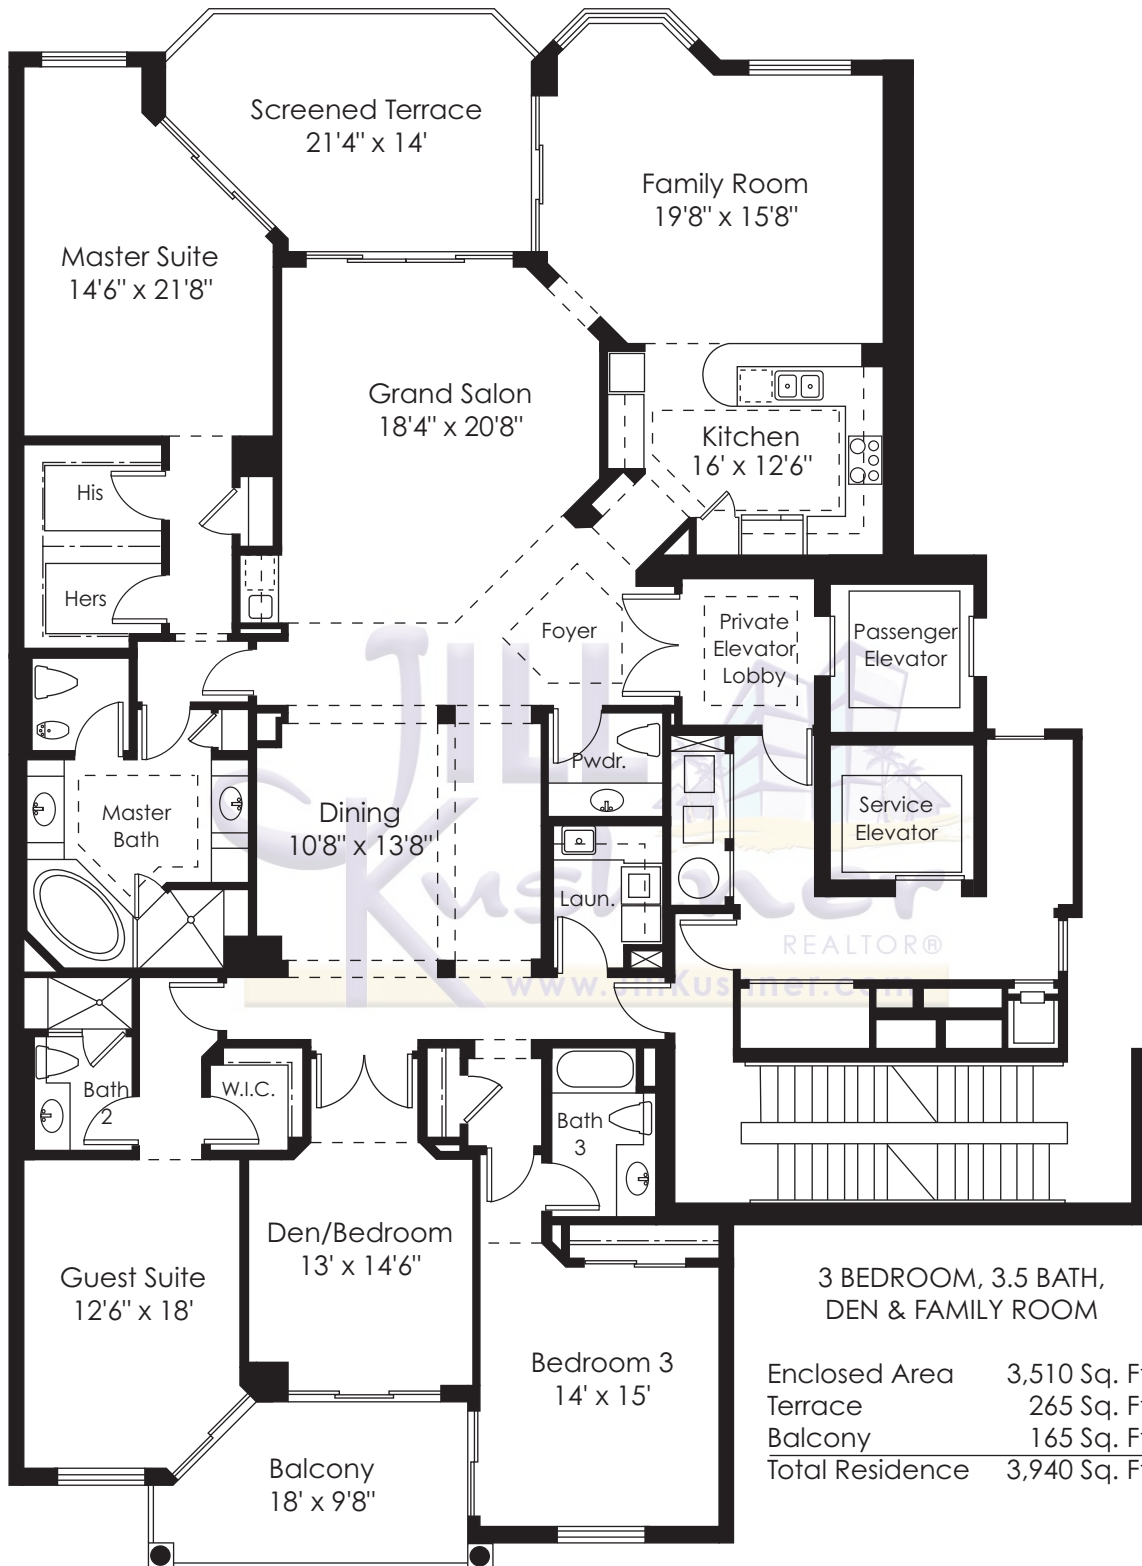 Screened Terrace
21'4" x 14'
Family Room
19'8" x 15'8"
Master Suite
14'6" x 21'8"
Grand Salon
18'4" x 20'8"
Kitchen
16' x 12'6"
His
Hers
Foyer
Private
Elevator
Lobby
Passenger
Elevator
Pwdr.
Master
Bath
Dining
10'8" x 13'8"
Service
Elevator
Laun.
JILL
Kushner
REALTOR®
www.JillKushner.com
Bath
2
W.I.C.
Bath
3
Den/Bedroom
13' x 14'6"
Guest Suite
12'6" x 18'
Bedroom 3
14' x 15'
Balcony
18' x 9'8"
3 BEDROOM, 3.5 BATH,
DEN & FAMILY ROOM
Enclosed Area 3,510 Sq. Ft
Terrace 265 Sq. Ft
Balcony 165 Sq. Ft
Total Residence 3,940 Sq. Ft